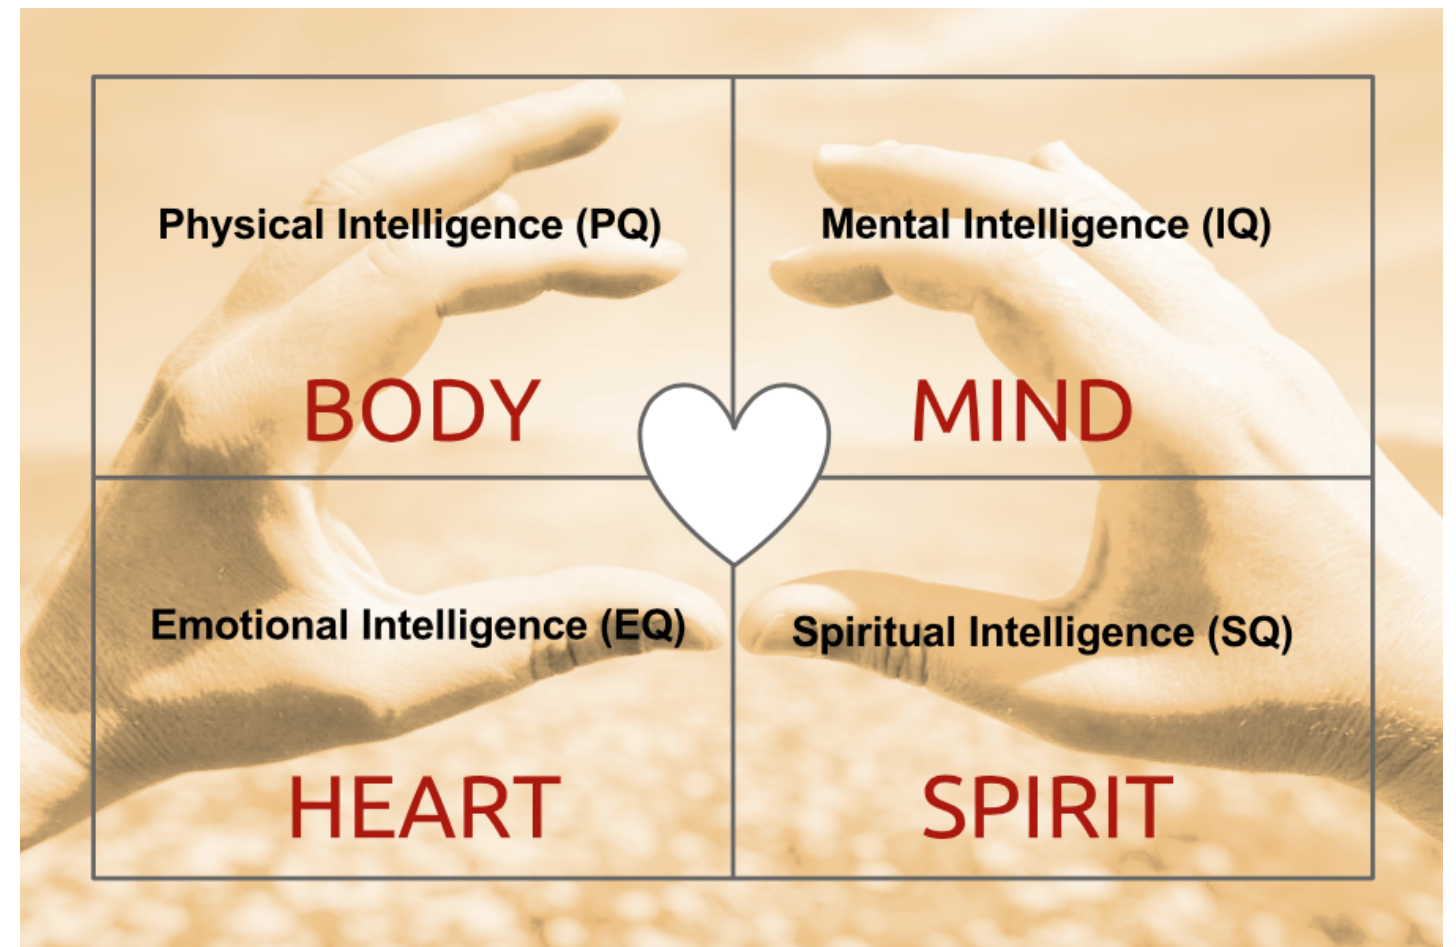 Physical Intelligence (PQ)
BODY
Mental Intelligence (IQ)
MIND
Emotional Intelligence (EQ)
HEART
Spiritual Intelligence (SQ)
SPIRIT